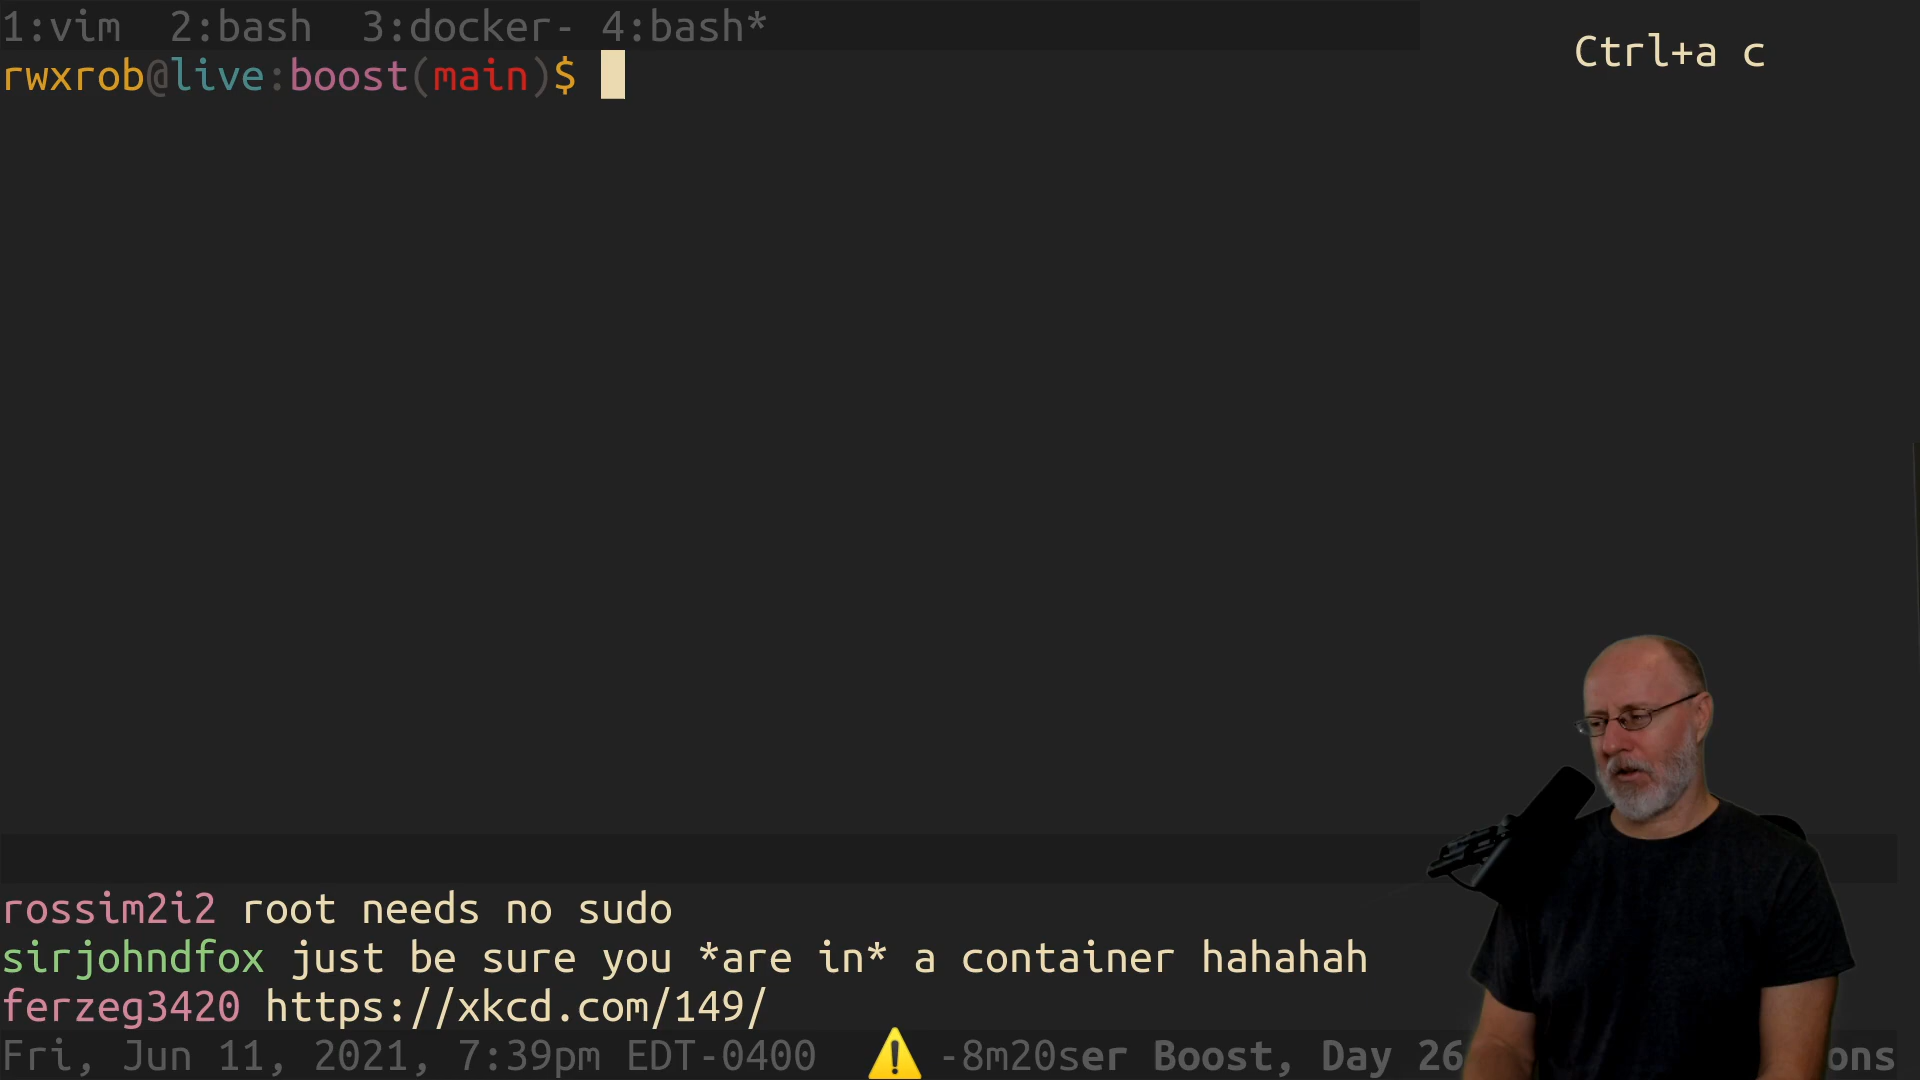 1:vim 2:bash 3:docker- 4:bash*
Ctrl+a c
rwxrob@live:boost(main)$
rossim2i2 root needs no sudo
sirjohndfox just be sure you *are in* a container hahahah
ferzeg3420 https://xkcd.com/149/
Fri, Jun 11, 2021, 7:39pm EDT-0400 ⚠️ -8m20ser Boost, Day 26